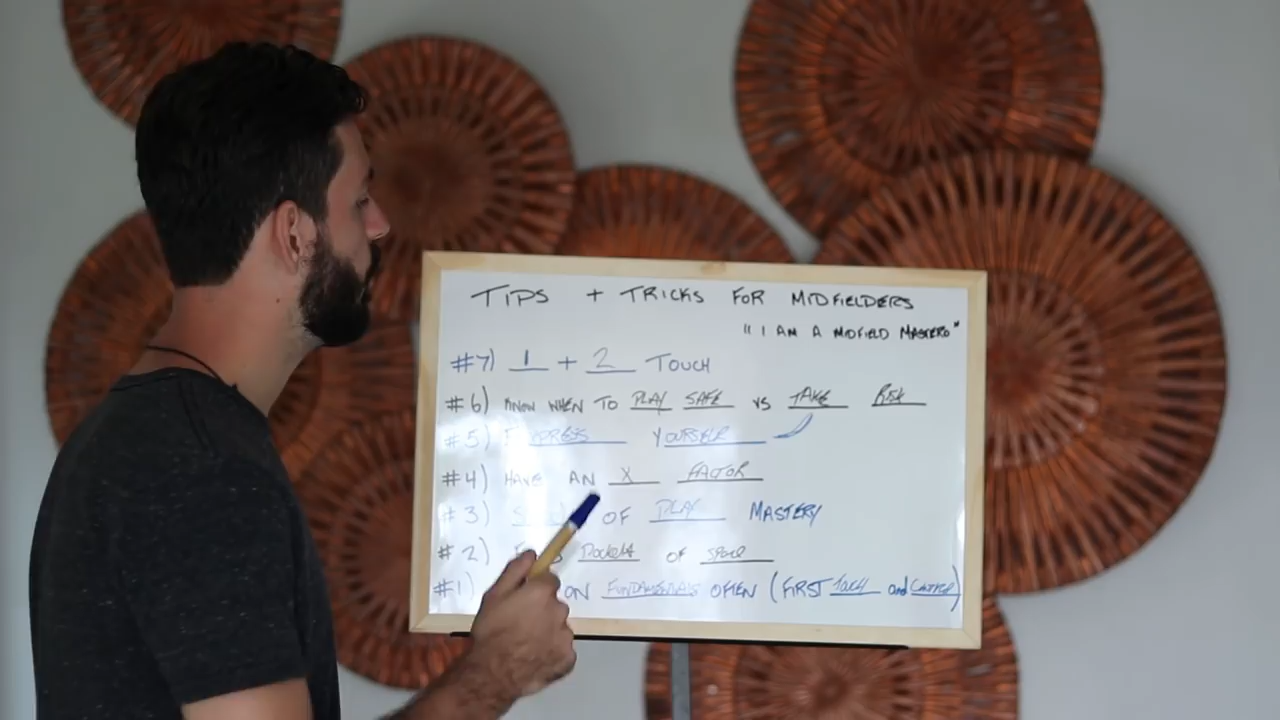 TIPS + TRICKS FOR MIDFIELDERS
"I AM A MIDFIELD MAESTRO"
#7) 1 + 2 TOUCH
#6) KNOW WHEN TO PLAY SAFE VS TAKE RISK
#5) EXPRESS YOURSELF
#4) HAVE AN X FACTOR
#3) OF PLAY MASTERY
#2) Pockets OF Space
#1) ON FUNDAMENTALS OFTEN (FIRST TOUCH and CONTROL)